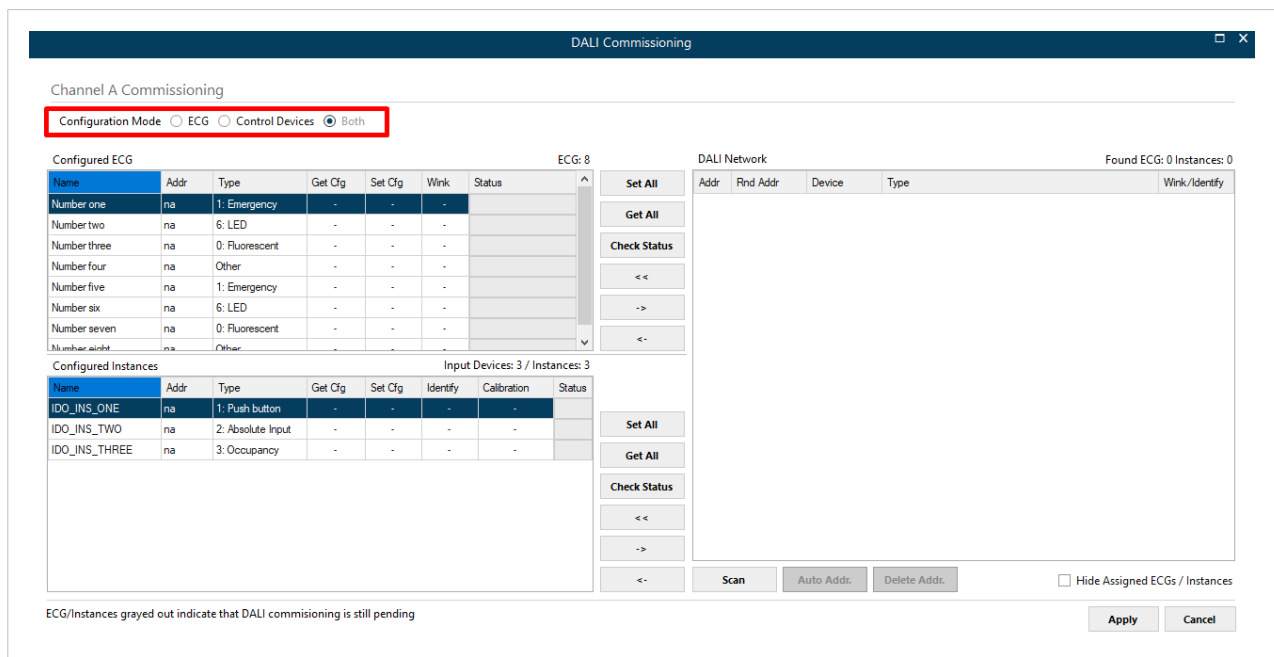 DALI Commissioning
Channel A Commissioning
Configuration Mode ECG Control Devices Both
Configured ECG ECG: 8
Name Addr Type Get Cfg Set Cfg Wink Status
Number one na 1: Emergency - - -
Number two na 6: LED - - -
Number three na 0: Fluorescent - - -
Number four na Other - - -
Number five na 1: Emergency - - -
Number six na 6: LED - - -
Number seven na 0: Fluorescent - - -
Number eight na Other - - -
Set All
Get All
Check Status
<<
->
<-
Configured Instances Input Devices: 3 / Instances: 3
Name Addr Type Get Cfg Set Cfg Identify Calibration Status
IDO_INS_ONE na 1: Push button - - - -
IDO_INS_TWO na 2: Absolute Input - - - -
IDO_INS_THREE na 3: Occupancy - - - -
Set All
Get All
Check Status
<<
->
<-
DALI Network Found ECG: 0 Instances: 0
Addr Rnd Addr Device Type Wink/Identify
Scan Auto Addr. Delete Addr. Hide Assigned ECGs / Instances
ECG/Instances grayed out indicate that DALI commisioning is still pending
Apply Cancel